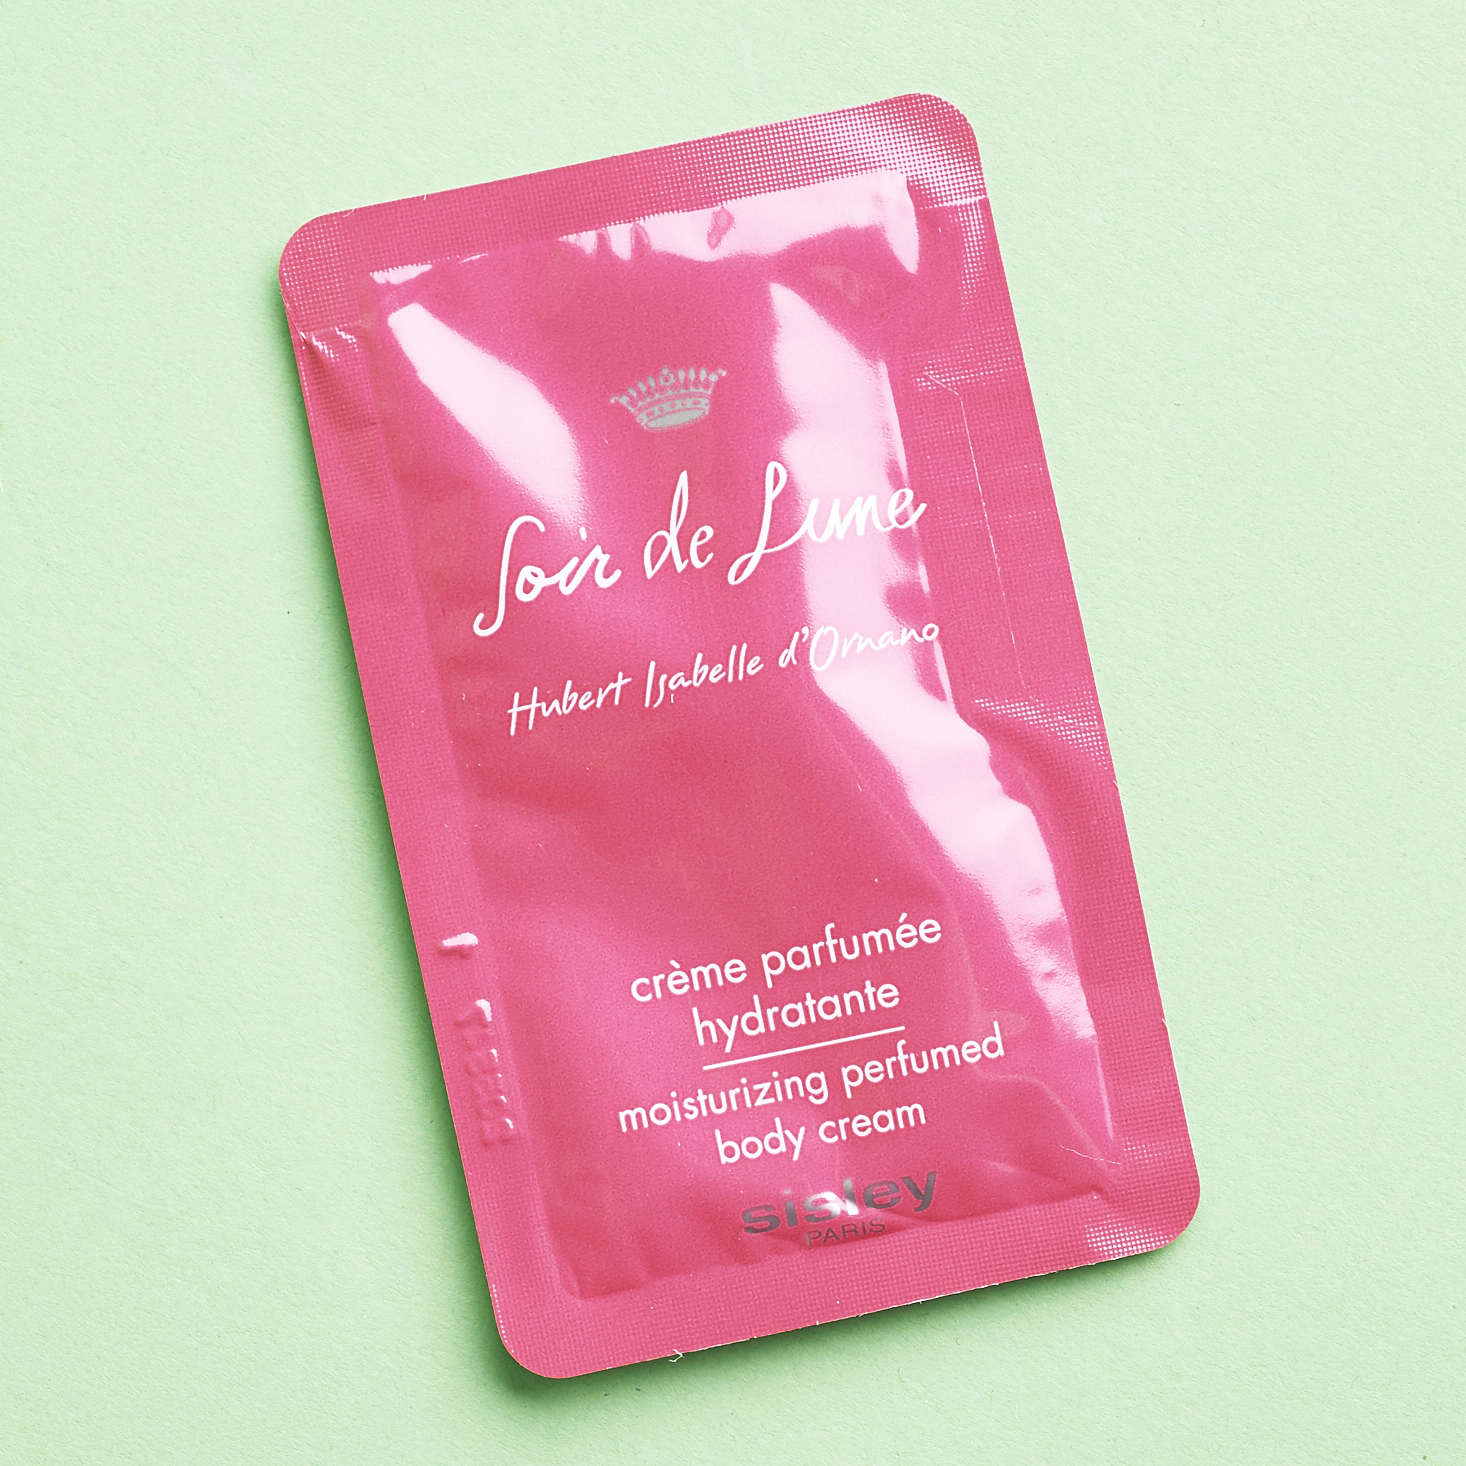 Soir de Lune
Hubert Isabelle d'Ornano
crème parfumée
hydratante
moisturizing perfumed
body cream
sisley
PARIS